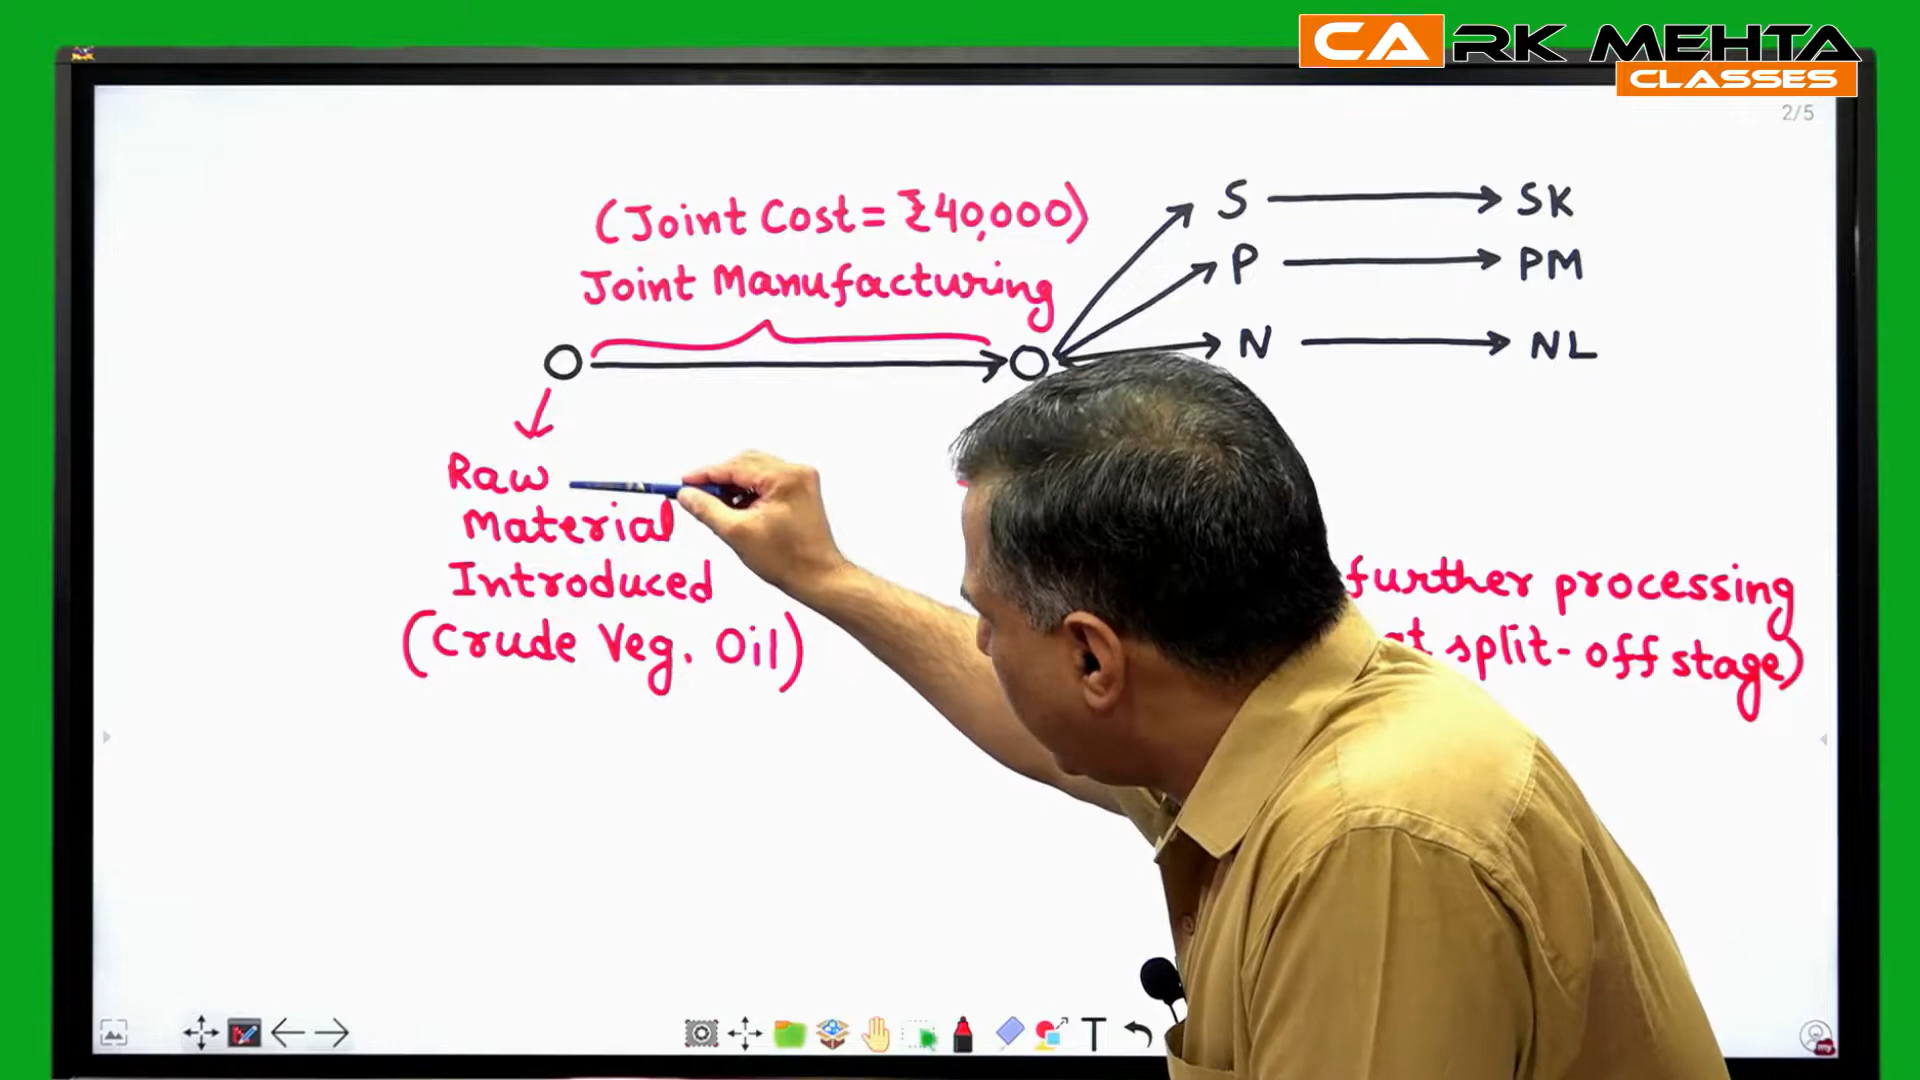 CA RK MEHTA
CLASSES
2/5
(Joint Cost = ₹40,000)
Joint Manufacturing
S → SK
P → PM
N → NL
Raw
Material
Introduced
(Crude Veg. Oil)
further processing
at split-off stage)
T